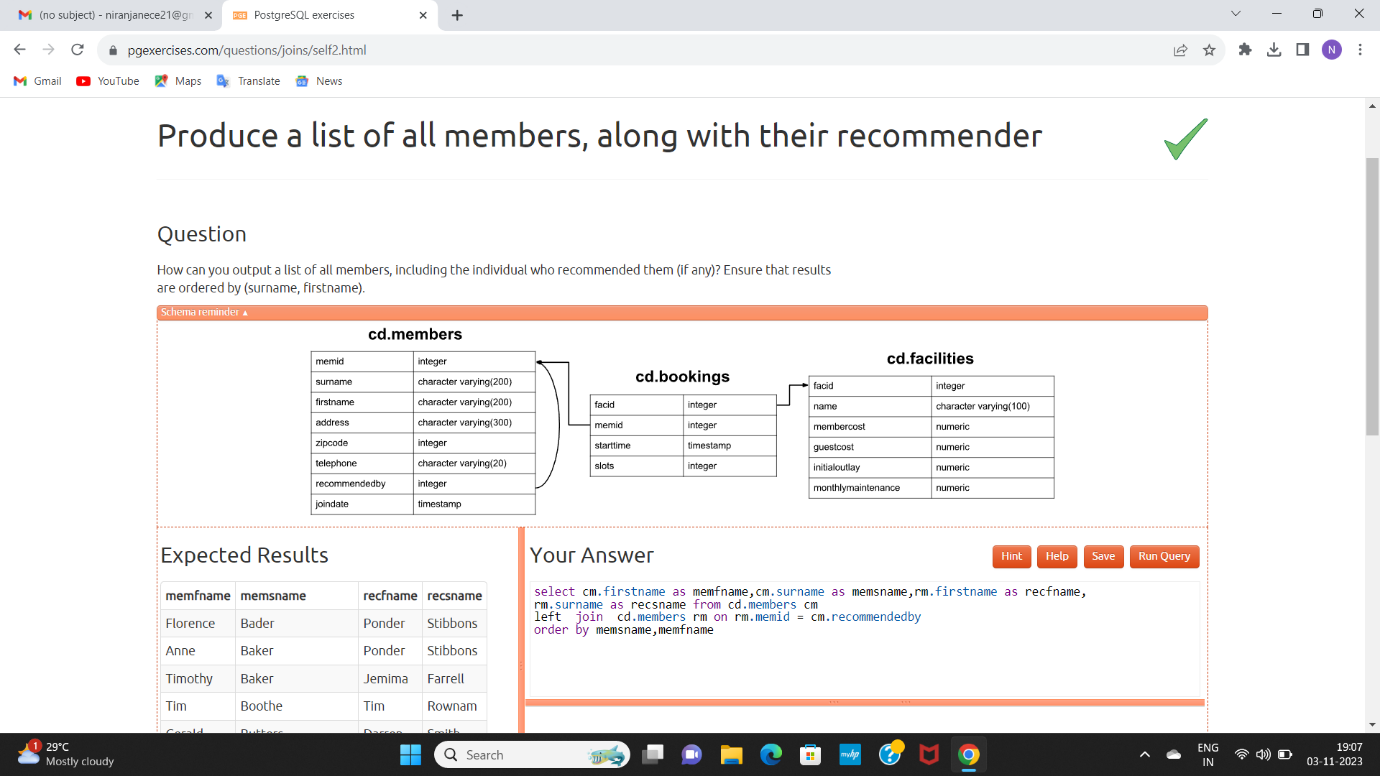 (no subject) - niranjanece21@gr
PostgreSQL exercises
pgexercises.com/questions/joins/self2.html
N
Gmail YouTube Maps Translate News
Produce a list of all members, along with their recommender
Question
How can you output a list of all members, including the individual who recommended them (if any)? Ensure that results
are ordered by (surname, firstname).
Schema reminder ▴
cd.members
memid integer
surname character varying(200)
firstname character varying(200)
address character varying(300)
zipcode integer
telephone character varying(20)
recommendedby integer
joindate timestamp
cd.bookings
facid integer
memid integer
starttime timestamp
slots integer
cd.facilities
facid integer
name character varying(100)
membercost numeric
guestcost numeric
initialoutlay numeric
monthlymaintenance numeric
Expected Results
memfname memsname recfname recsname
Florence Bader Ponder Stibbons
Anne Baker Ponder Stibbons
Timothy Baker Jemima Farrell
Tim Boothe Tim Rownam
Your Answer
Hint Help Save Run Query
select cm.firstname as memfname,cm.surname as memsname,rm.firstname as recfname,
rm.surname as recsname from cd.members cm
left  join  cd.members rm on rm.memid = cm.recommendedby
order by memsname,memfname
1
29°C
Mostly cloudy
Search
myhp
ENG
IN
19:07
03-11-2023